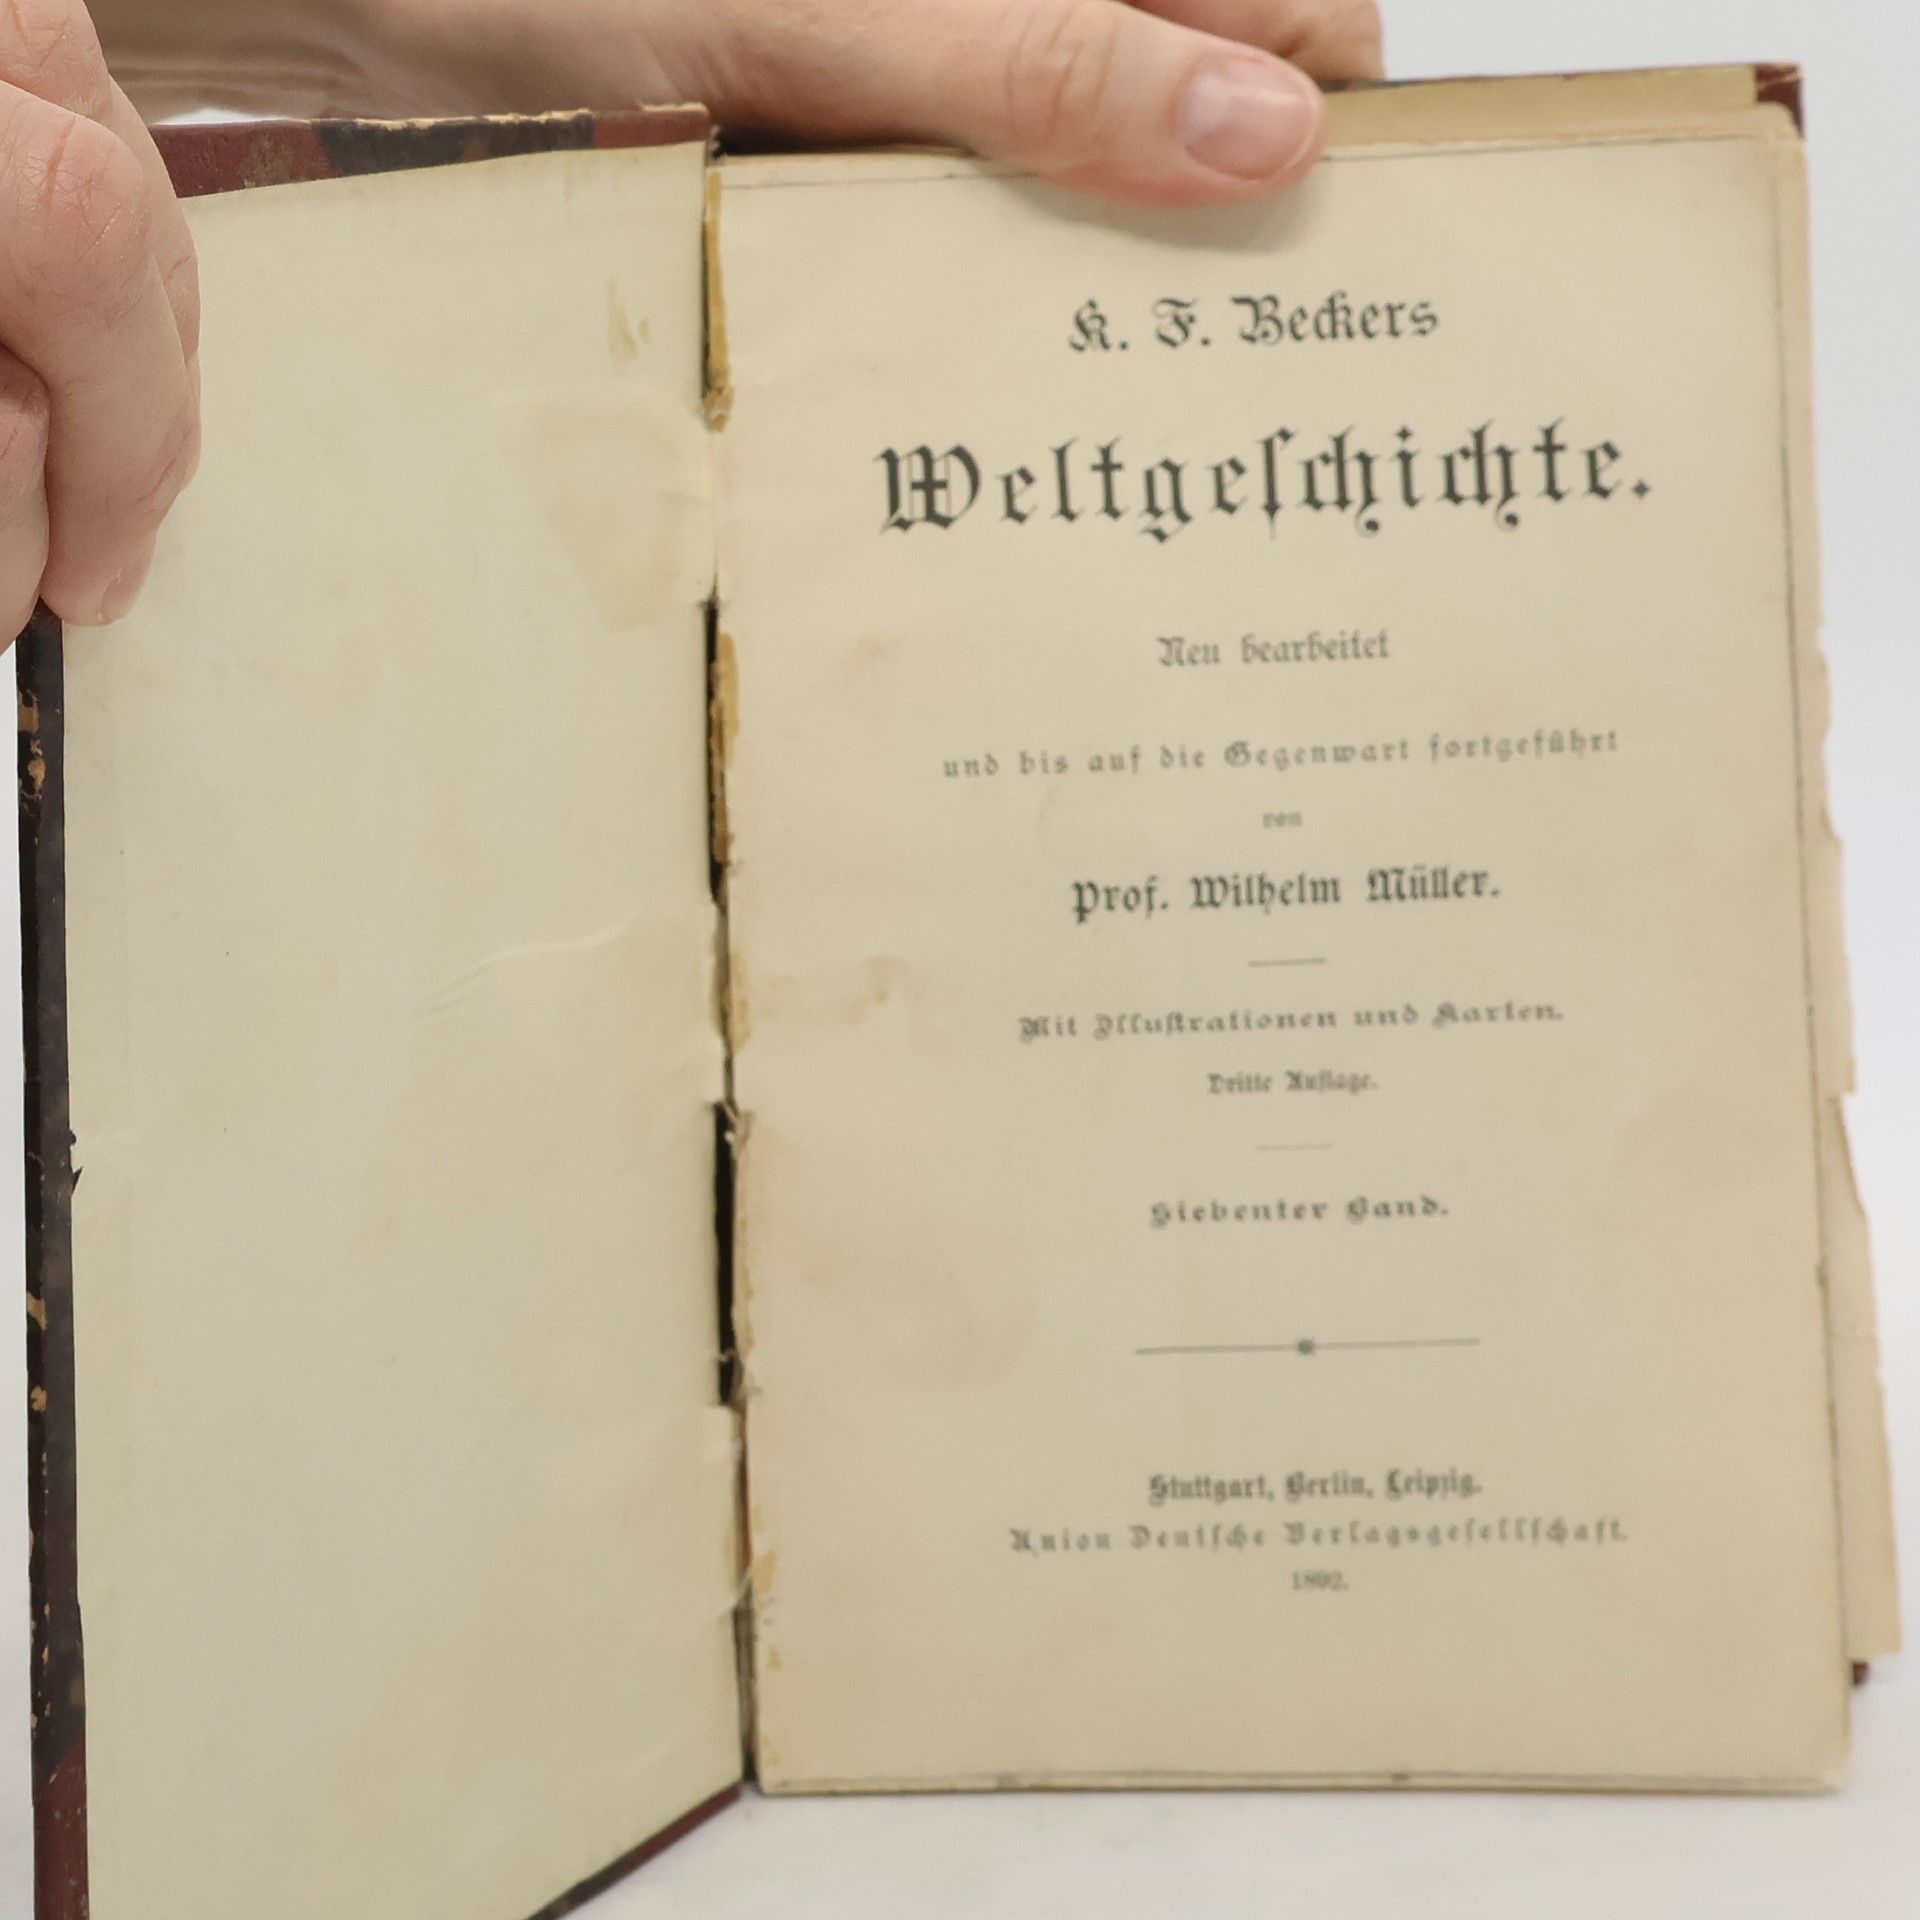 K. F. Beckers
Weltgeſchichte.
Neu bearbeitet
und bis auf die Gegenwart fortgeführt
von
Prof. Wilhelm Müller.
Mit Illuſtrationen und Karten.
Dritte Auflage.
Siebenter Band.
Stuttgart, Berlin, Leipzig.
Union Deutſche Verlagsgeſellſchaft.
1892.